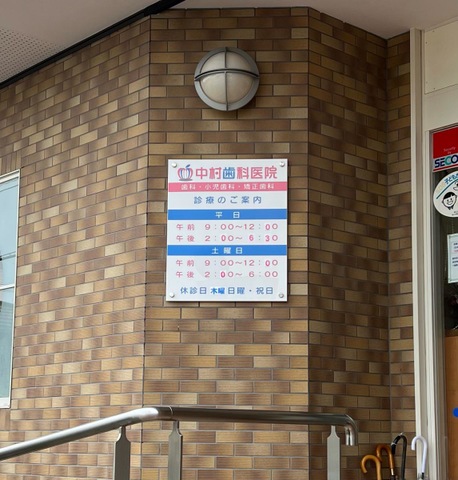 中村歯科医院
歯科・小児歯科・矯正歯科
診療のご案内
平日
午前 9:00~12:00
午後 2:00~ 6:30
土曜日
午前 9:00~12:00
午後 2:00~ 6:00
休診日 木曜 日曜・祝日
SECO